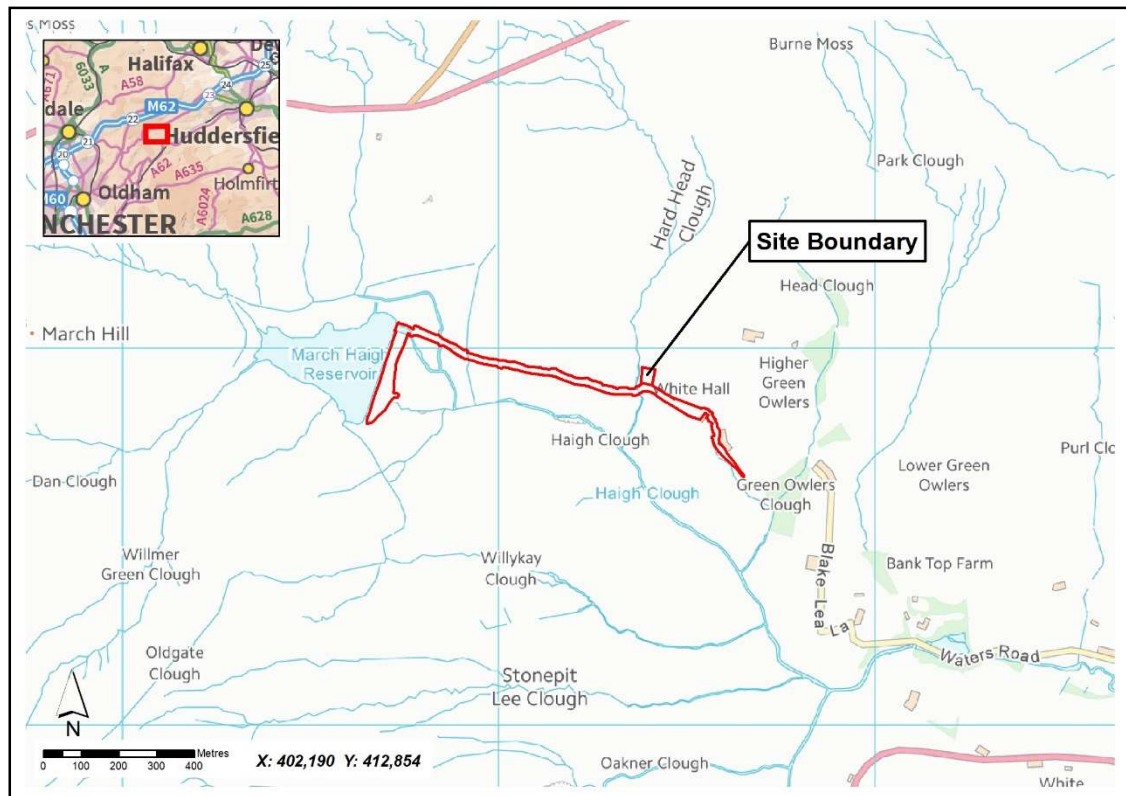 s Moss
Halifax
De
6033
A
A58
A671
24
25
23
M62
dale
22
21
Huddersfie
20
A62
A635
Holmfirt
M60
Oldham
A6024
A628
NCHESTER
Burne Moss
Park Clough
Hard Head
Clough
Site Boundary
Head Clough
March Hill
March Haigh
Reservoir
White Hall
Higher
Green
Owlers
Haigh Clough
Dan Clough
Haigh Clough
Green Owlers
Clough
Lower Green
Owlers
Purl Clo
Willmer
Green Clough
Willykay
Clough
Blake Lea
La
Bank Top Farm
Oldgate
Clough
Stonepit
Lee Clough
Waters Road
N
Metres
0 50 100 200 300 400
X: 402,190 Y: 412,854
Oakner Clough
White